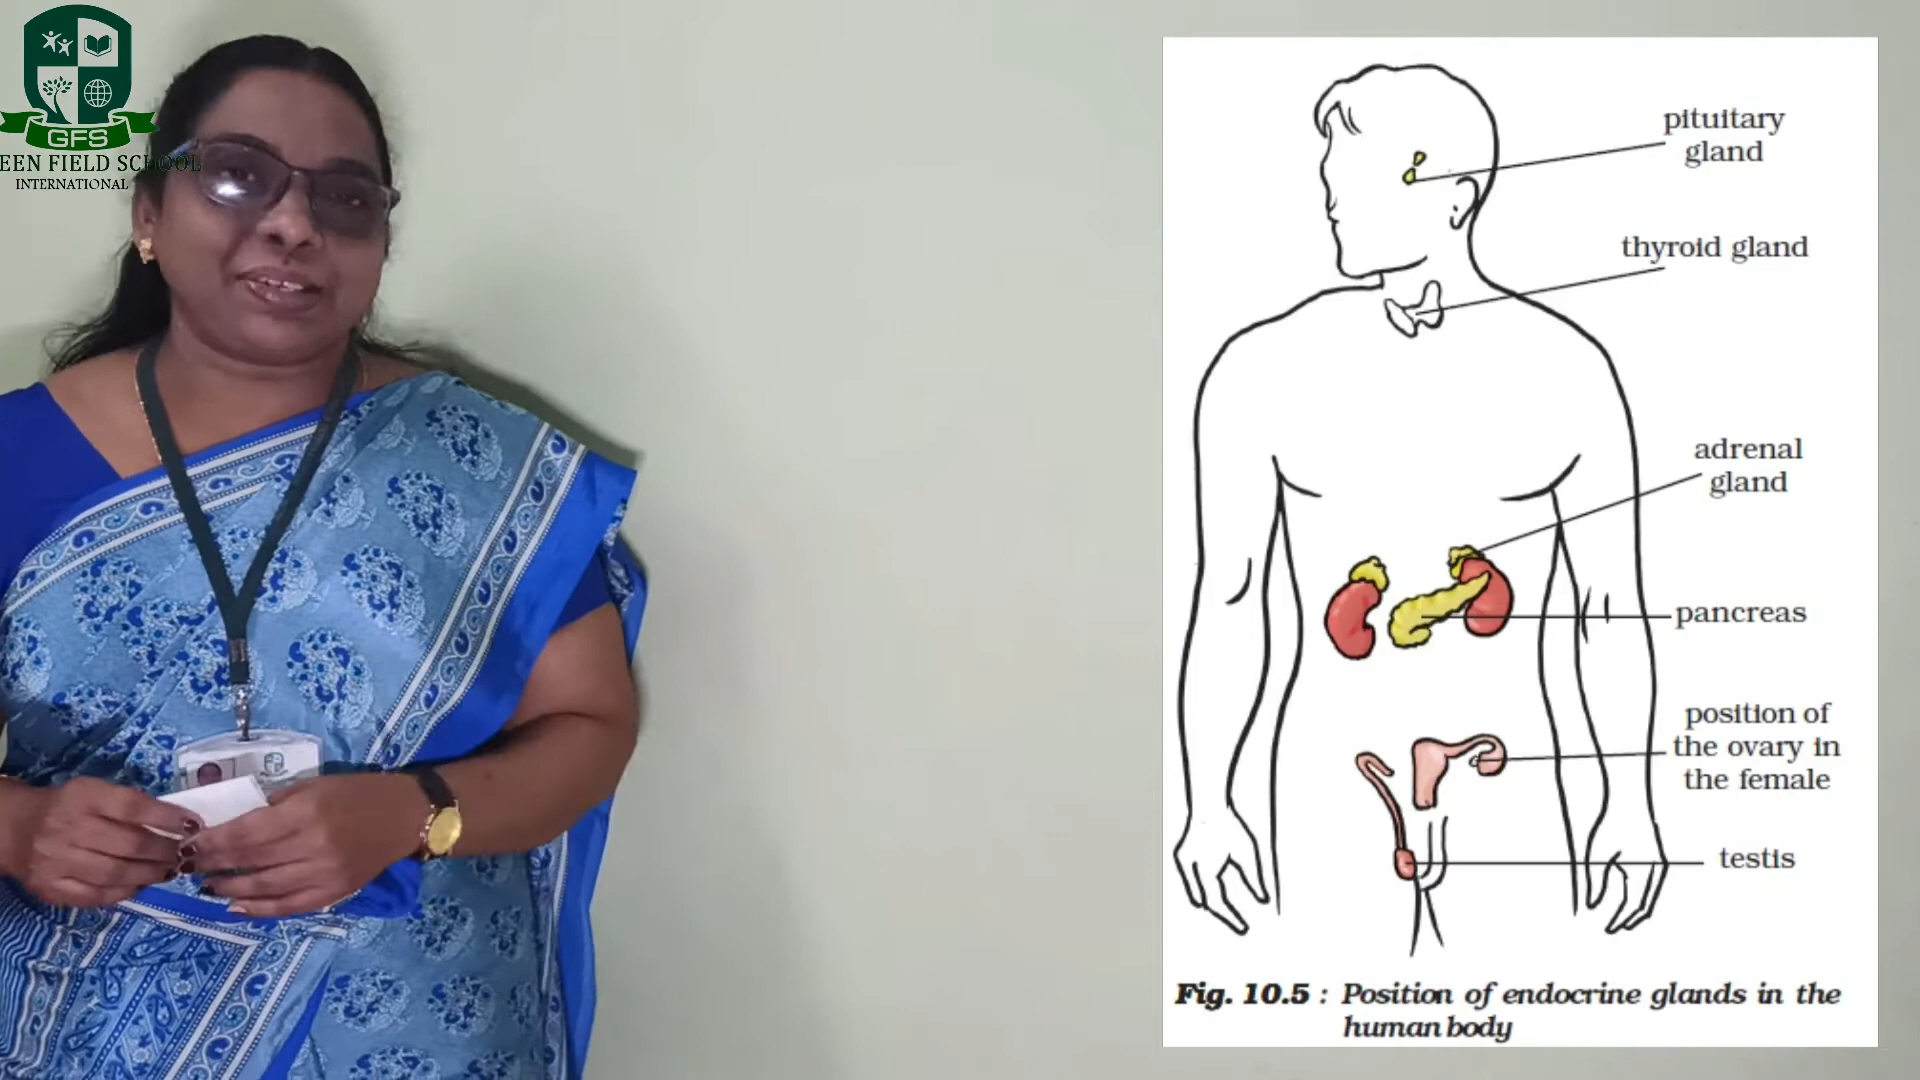 GFS
EEN FIELD SCHOOL
INTERNATIONAL
pituitary
gland
thyroid gland
adrenal
gland
pancreas
position of
the ovary in
the female
testis
Fig. 10.5 : Position of endocrine glands in the
human body